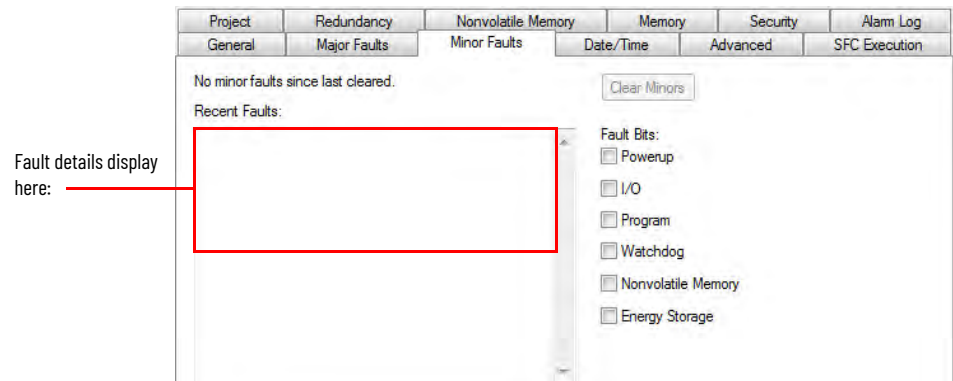 Project Redundancy Nonvolatile Memory Memory Security Alarm Log
General Major Faults Minor Faults Date/Time Advanced SFC Execution
No minor faults since last cleared.
Clear Minors
Recent Faults:
Fault Bits:
Powerup
I/O
Program
Watchdog
Nonvolatile Memory
Energy Storage
Fault details display
here: